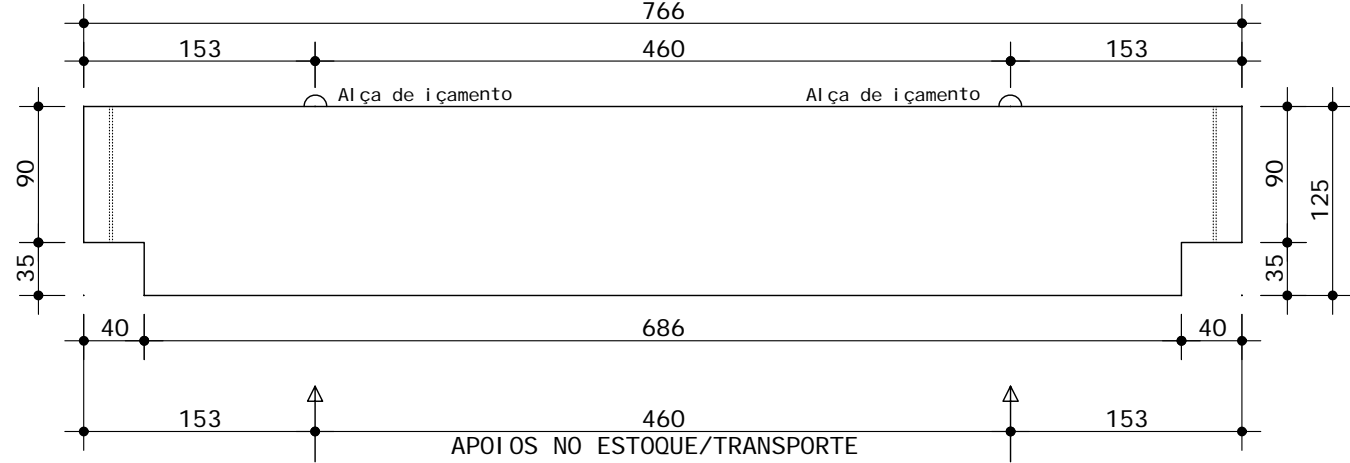 766
153 460 153
Alça de içamento Alça de içamento
90 90 125
35 35
40 686 40
153 460 153
APOIOS NO ESTOQUE/TRANSPORTE